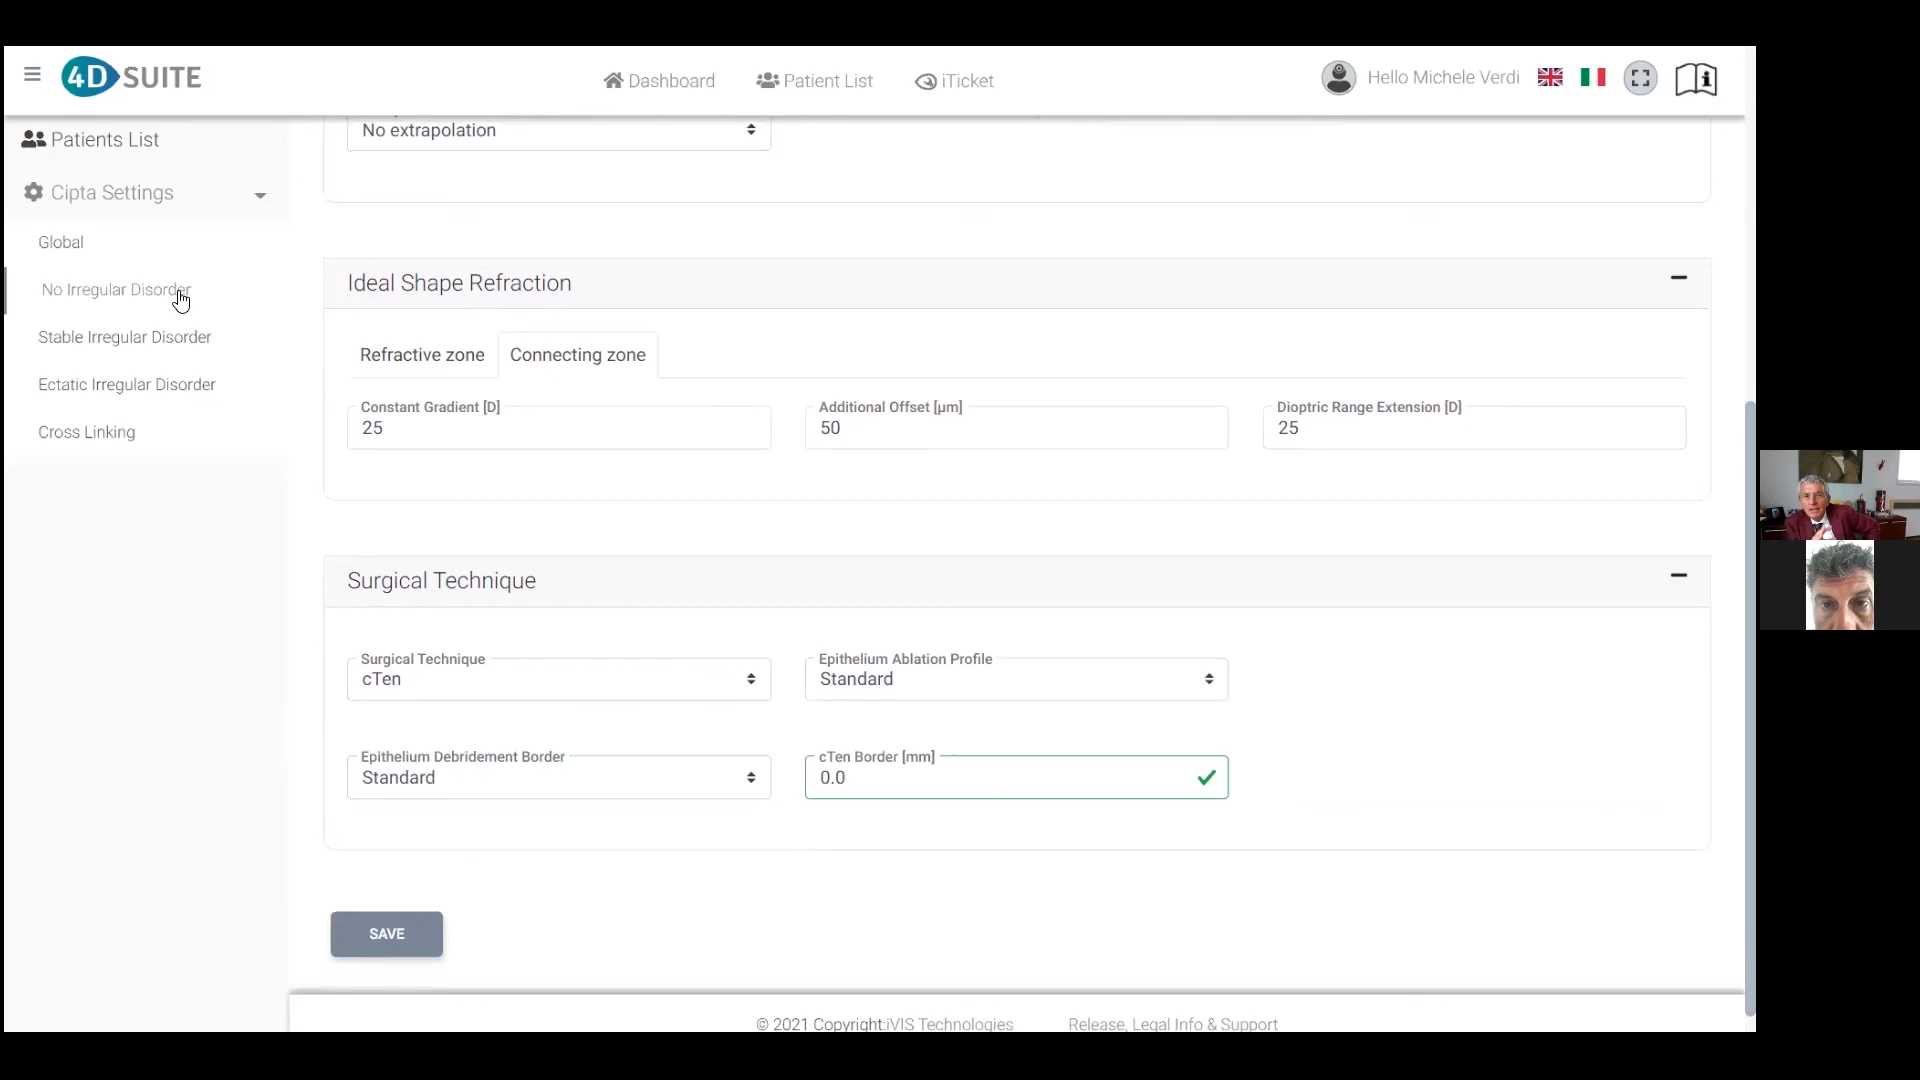 4D SUITE
Dashboard
Patient List
iTicket
Hello Michele Verdi
Patients List
Cipta Settings
Global
No Irregular Disorder
Stable Irregular Disorder
Ectatic Irregular Disorder
Cross Linking
No extrapolation
Ideal Shape Refraction
Refractive zone
Connecting zone
Constant Gradient [D]
25
Additional Offset [µm]
50
Dioptric Range Extension [D]
25
Surgical Technique
Surgical Technique
cTen
Epithelium Ablation Profile
Standard
Epithelium Debridement Border
Standard
cTen Border [mm]
0.0
SAVE
© 2021 Copyright:iVIS Technologies
Release, Legal Info & Support